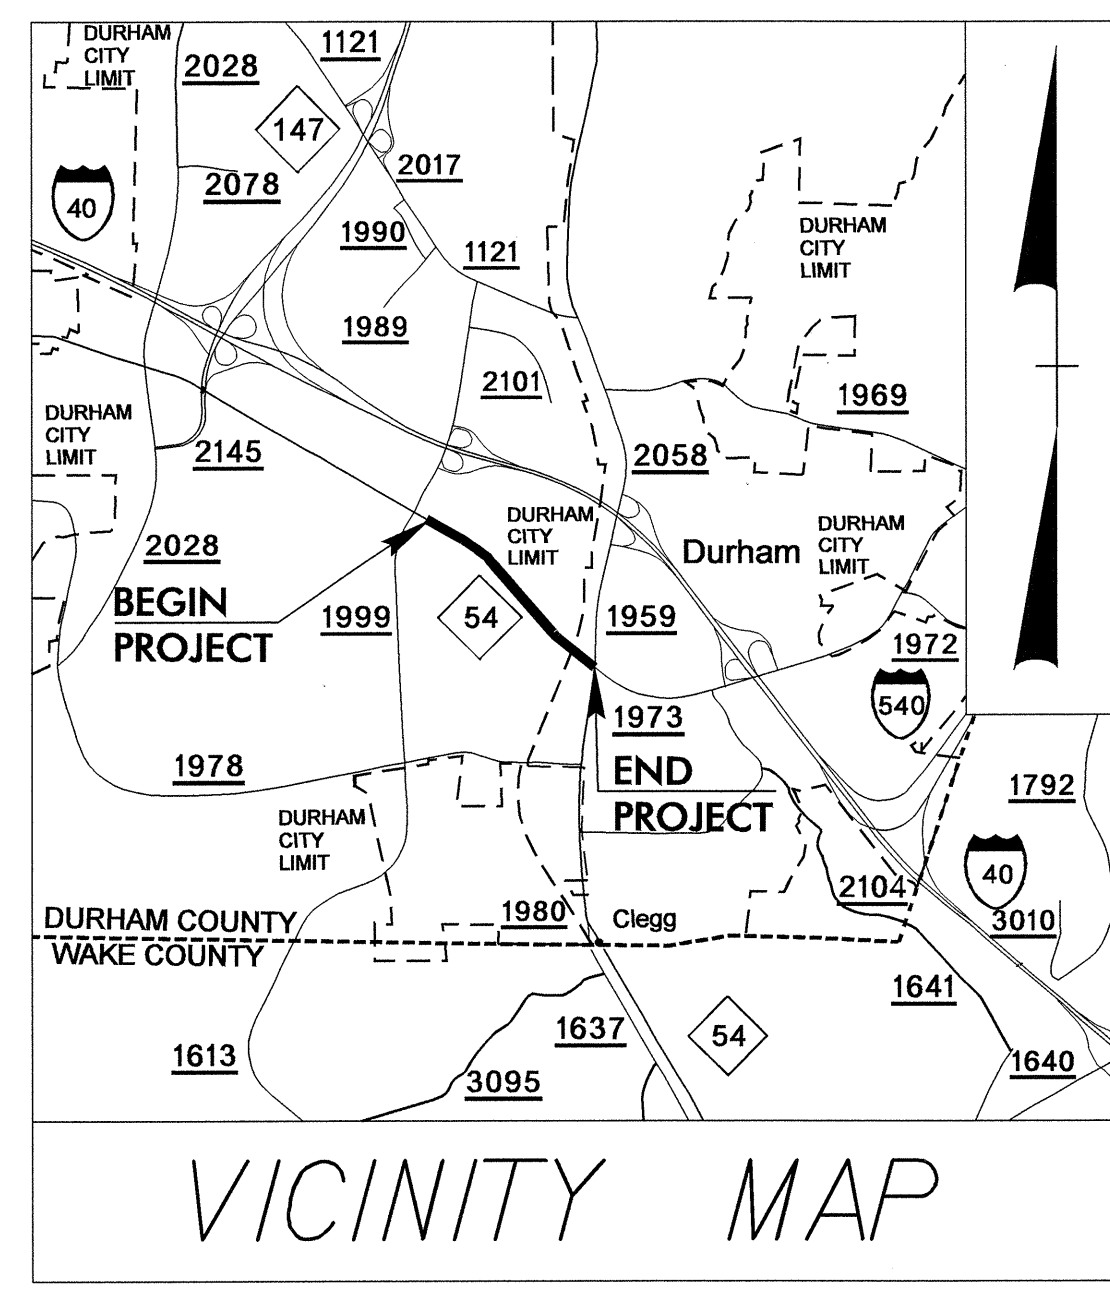 DURHAM
CITY
LIMIT
2028
1121
147
2017
2078
40
1990
1121
DURHAM
CITY
LIMIT
1989
2101
1969
DURHAM
CITY
LIMIT
2145
2058
DURHAM
CITY
LIMIT
DURHAM
CITY
LIMIT
2028
Durham
BEGIN
PROJECT
1999
54
1959
1972
540
1973
1978
END
PROJECT
1792
DURHAM
CITY
LIMIT
40
2104
1980
Clegg
3010
DURHAM COUNTY
WAKE COUNTY
1641
1637
54
1613
1640
3095
VICINITY MAP